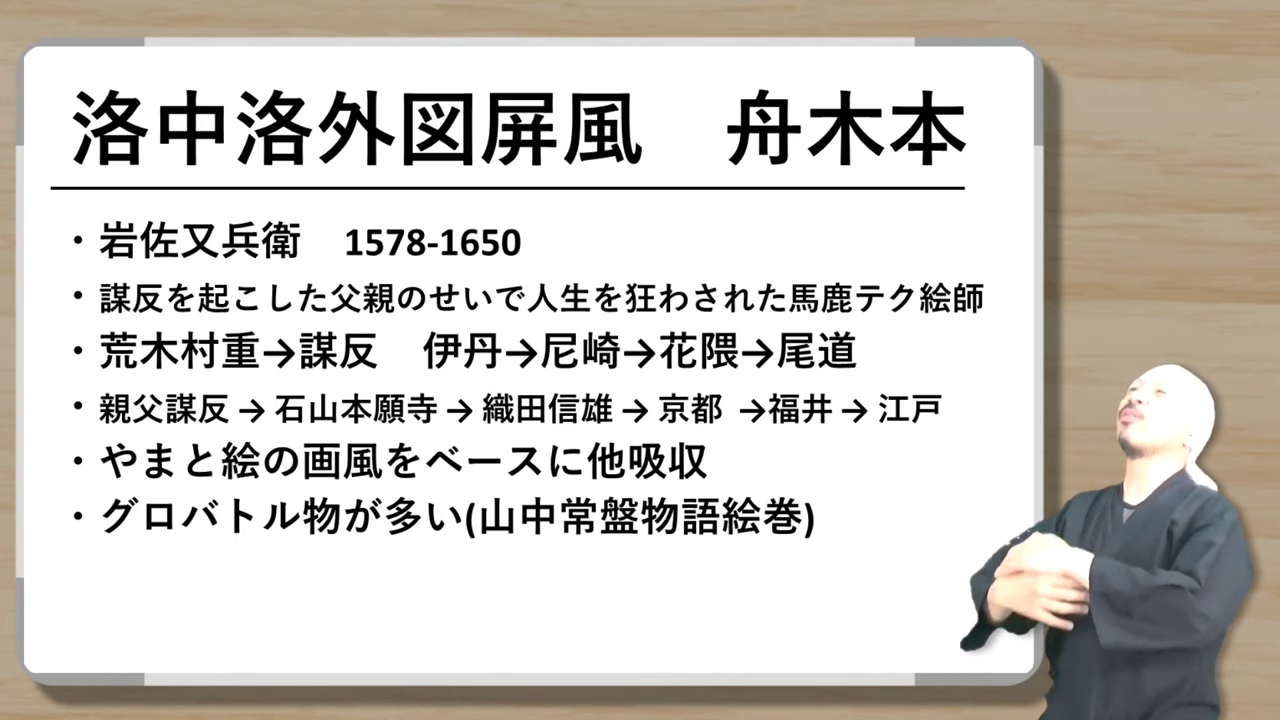 洛中洛外図屏風　舟木本
・岩佐又兵衛　1578-1650
・謀反を起こした父親のせいで人生を狂わされた馬鹿テク絵師
・荒木村重→謀反　伊丹→尼崎→花隈→尾道
・親父謀反 → 石山本願寺 → 織田信雄 → 京都 →福井 → 江戸
・やまと絵の画風をベースに他吸収
・グロバトル物が多い(山中常盤物語絵巻)